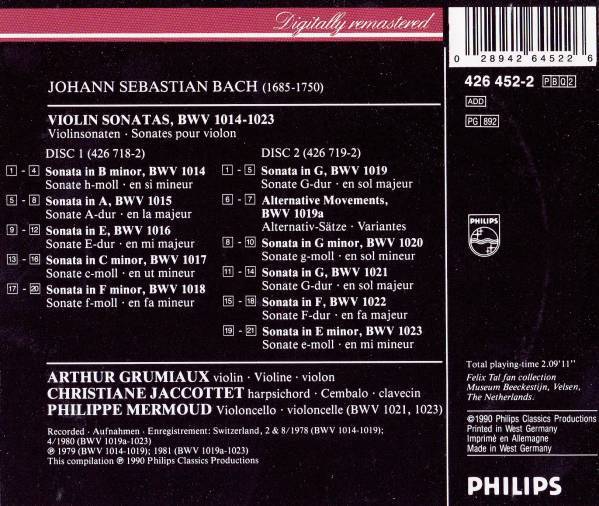 Digitally remastered
JOHANN SEBASTIAN BACH (1685-1750)
VIOLIN SONATAS, BWV 1014-1023
Violinsonaten · Sonates pour violon
DISC 1 (426 718-2)
1 - 4 Sonata in B minor, BWV 1014
Sonate h-moll · en si mineur
5 - 8 Sonata in A, BWV 1015
Sonate A-dur · en la majeur
9 - 12 Sonata in E, BWV 1016
Sonate E-dur · en mi majeur
13 - 16 Sonata in C minor, BWV 1017
Sonate c-moll · en ut mineur
17 - 20 Sonata in F minor, BWV 1018
Sonate f-moll · en fa mineur
DISC 2 (426 719-2)
1 - 5 Sonata in G, BWV 1019
Sonate G-dur · en sol majeur
6 - 7 Alternative Movements,
BWV 1019a
Alternativ-Sätze · Variantes
8 - 10 Sonata in G minor, BWV 1020
Sonate g-moll · en sol mineur
11 - 14 Sonata in G, BWV 1021
Sonate G-dur · en sol majeur
15 - 18 Sonata in F, BWV 1022
Sonate F-dur · en fa majeur
19 - 21 Sonata in E minor, BWV 1023
Sonate e-moll · en mi mineur
ARTHUR GRUMIAUX violin · Violine · violon
CHRISTIANE JACCOTTET harpsichord · Cembalo · clavecin
PHILIPPE MERMOUD Violoncello · violoncelle (BWV 1021, 1023)
Recorded · Aufnahmen · Enregistrement: Switzerland, 2 & 8/1978 (BWV 1014-1019);
4/1980 (BWV 1019a-1023)
℗ 1979 (BWV 1014-1019); 1981 (BWV 1019a-1023)
This compilation ℗ 1990 Philips Classics Productions
0 28942 64522 6
426 452-2 PBQ2
ADD
PG 892
PHILIPS
Total playing-time 2.09'11"
Felix Tal fan collection
Museum Beeckestijn, Velsen,
The Netherlands.
©1990 Philips Classics Productions
Printed in West Germany
Imprimé en Allemagne
Made in West Germany
PHILIPS